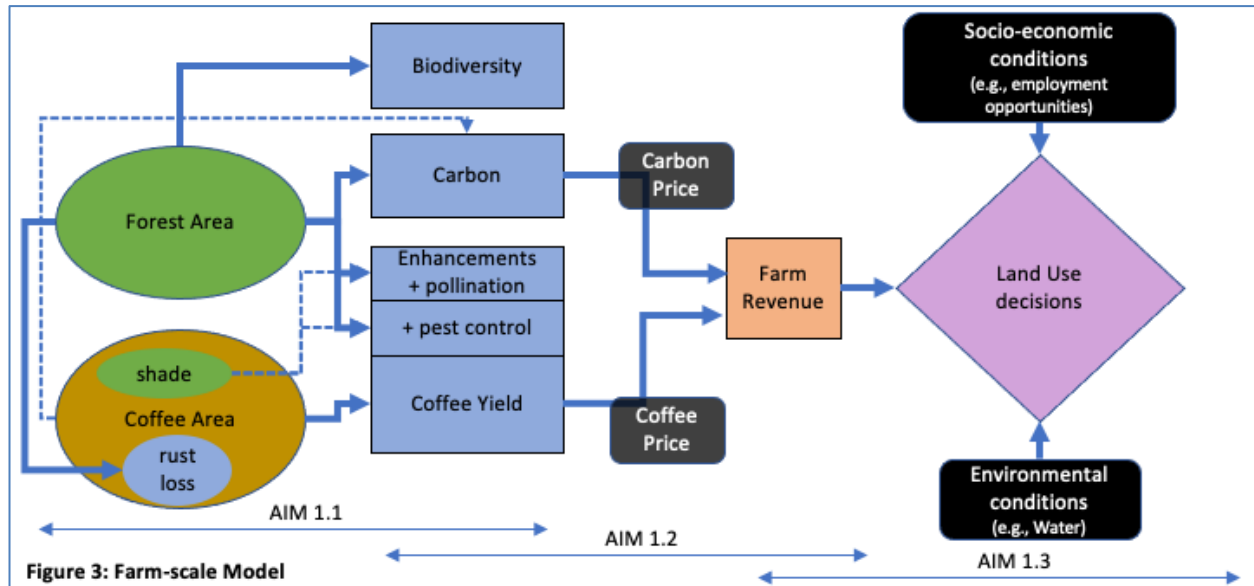 Biodiversity
Socio-economic
conditions
(e.g., employment
opportunities)
Carbon
Carbon
Price
Forest Area
Enhancements
+ pollination
+ pest control
Farm
Revenue
Land Use
decisions
shade
Coffee Area
rust
loss
Coffee Yield
Coffee
Price
Environmental
conditions
(e.g., Water)
AIM 1.1
AIM 1.2
AIM 1.3
Figure 3: Farm-scale Model